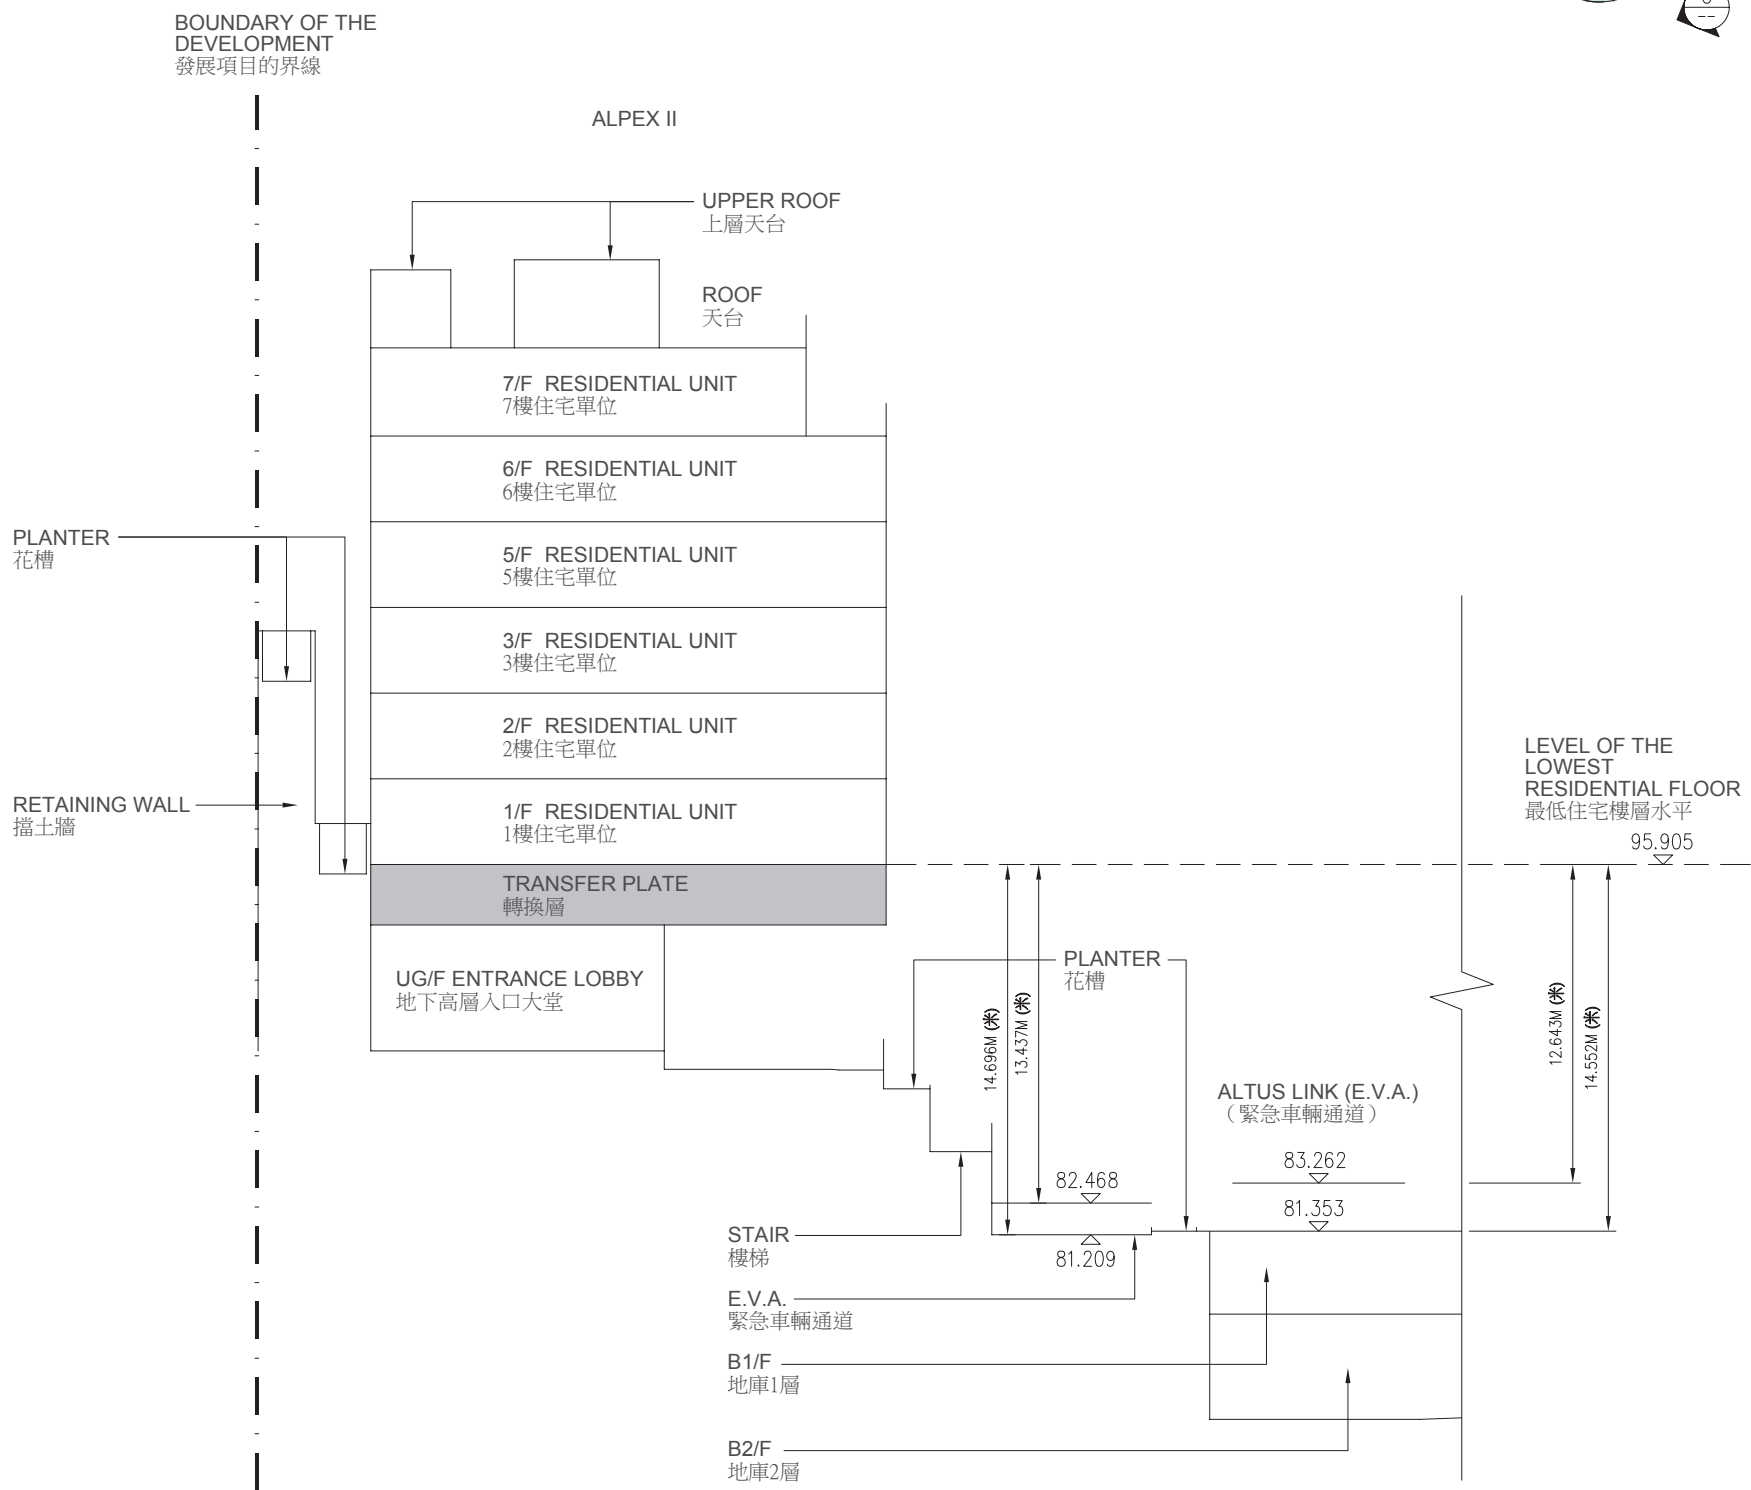 BOUNDARY OF THE
DEVELOPMENT
發展項目的界線
ALPEX II
UPPER ROOF
上層天台
ROOF
天台
7/F RESIDENTIAL UNIT
7樓住宅單位
6/F RESIDENTIAL UNIT
6樓住宅單位
PLANTER
花槽
5/F RESIDENTIAL UNIT
5樓住宅單位
3/F RESIDENTIAL UNIT
3樓住宅單位
2/F RESIDENTIAL UNIT
2樓住宅單位
LEVEL OF THE
LOWEST
RESIDENTIAL FLOOR
最低住宅樓層水平
95.905
RETAINING WALL
擋土牆
1/F RESIDENTIAL UNIT
1樓住宅單位
TRANSFER PLATE
轉換層
UG/F ENTRANCE LOBBY
地下高層入口大堂
PLANTER
花槽
14.696M (米)
13.437M (米)
12.643M (米)
14.552M (米)
ALTUS LINK (E.V.A.)
（緊急車輛通道）
83.262
82.468
81.353
81.209
STAIR
樓梯
E.V.A.
緊急車輛通道
B1/F
地庫1層
B2/F
地庫2層